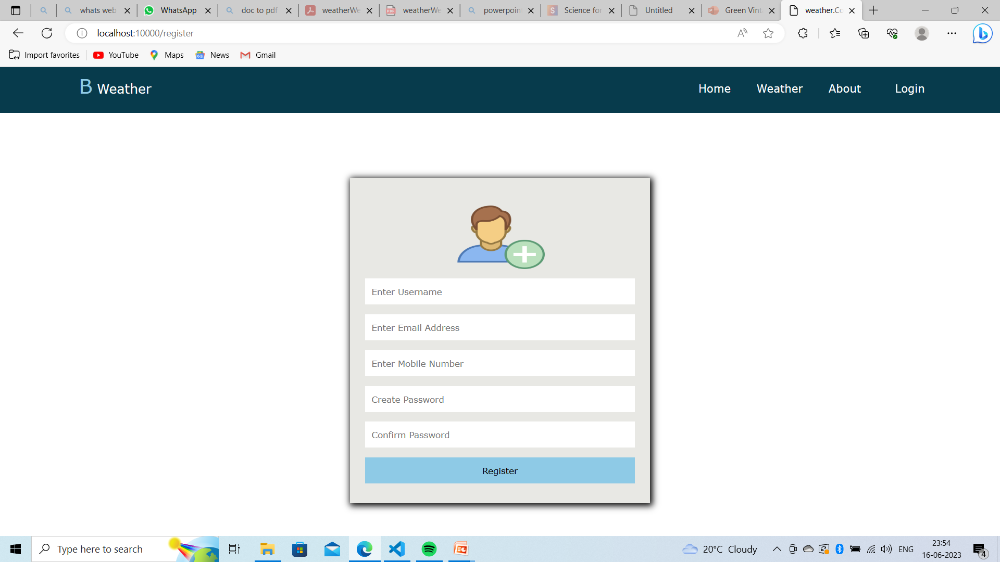 whats web
WhatsApp
doc to pdf
weatherWe
weatherWe
powerpoint
Science for
Untitled
Green Vint
weather.Co
localhost:10000/register
Import favorites
YouTube
Maps
News
Gmail
B Weather
Home
Weather
About
Login
Enter Username
Enter Email Address
Enter Mobile Number
Create Password
Confirm Password
Register
Type here to search
20°C Cloudy
ENG
23:54
16-06-2023
4